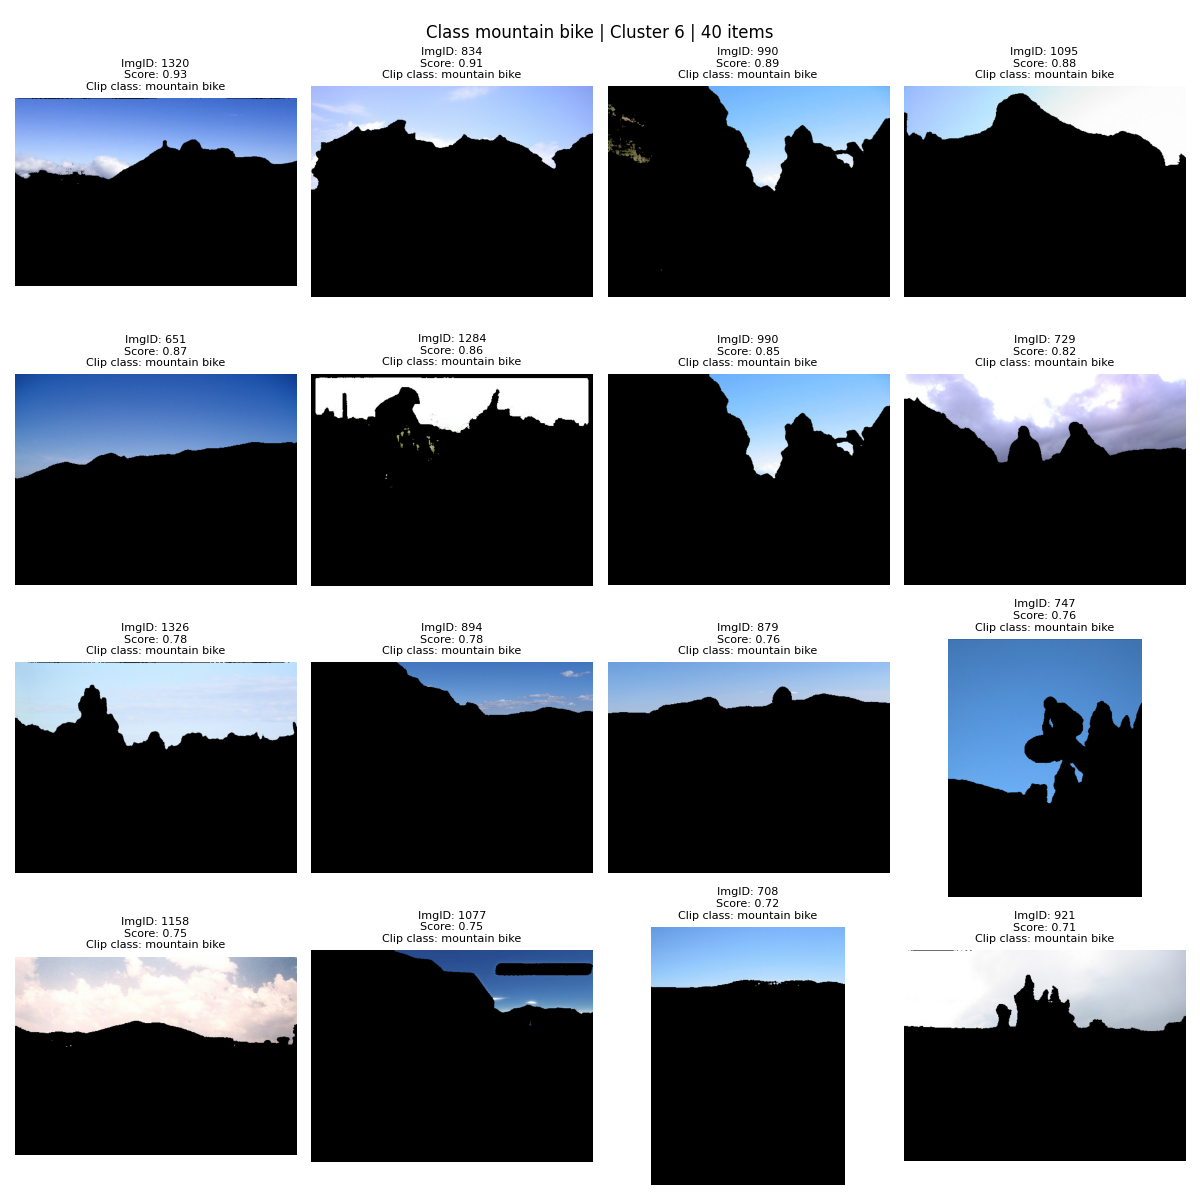 Class mountain bike | Cluster 6 | 40 items
ImgID: 1320
Score: 0.93
Clip class: mountain bike
ImgID: 834
Score: 0.91
Clip class: mountain bike
ImgID: 990
Score: 0.89
Clip class: mountain bike
ImgID: 1095
Score: 0.88
Clip class: mountain bike
ImgID: 651
Score: 0.87
Clip class: mountain bike
ImgID: 1284
Score: 0.86
Clip class: mountain bike
ImgID: 990
Score: 0.85
Clip class: mountain bike
ImgID: 729
Score: 0.82
Clip class: mountain bike
ImgID: 1326
Score: 0.78
Clip class: mountain bike
ImgID: 894
Score: 0.78
Clip class: mountain bike
ImgID: 879
Score: 0.76
Clip class: mountain bike
ImgID: 747
Score: 0.76
Clip class: mountain bike
ImgID: 1158
Score: 0.75
Clip class: mountain bike
ImgID: 1077
Score: 0.75
Clip class: mountain bike
ImgID: 708
Score: 0.72
Clip class: mountain bike
ImgID: 921
Score: 0.71
Clip class: mountain bike